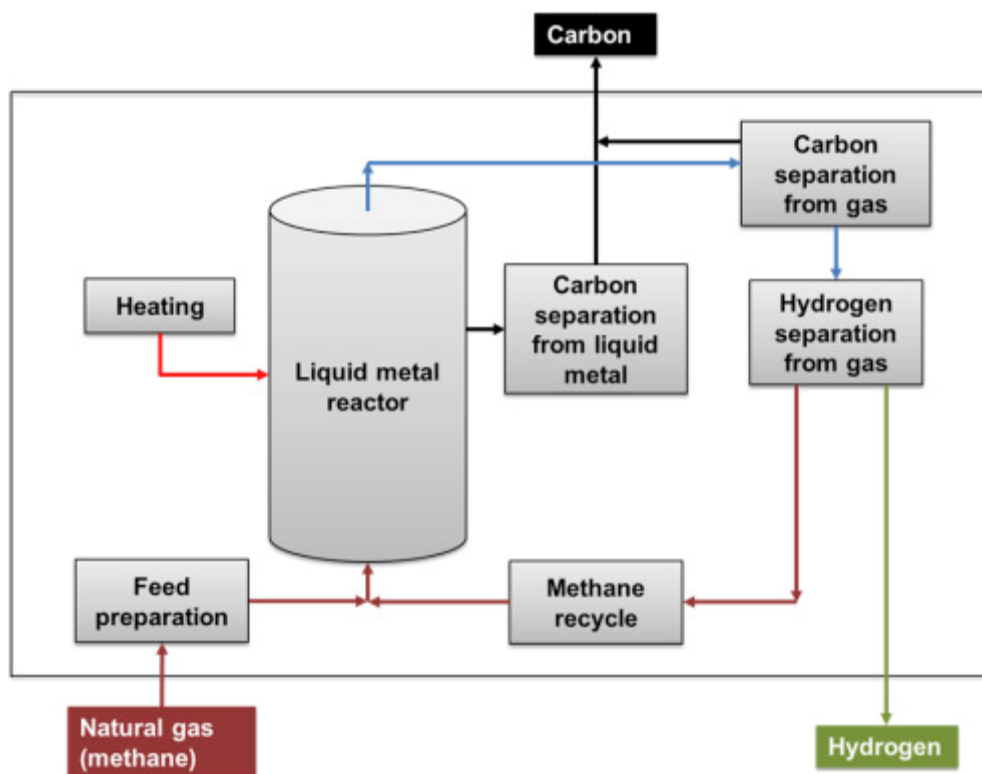 Carbon
Carbon
separation
from gas
Heating
Carbon
separation
from liquid
metal
Hydrogen
separation
from gas
Liquid metal
reactor
Feed
preparation
Methane
recycle
Natural gas
(methane)
Hydrogen